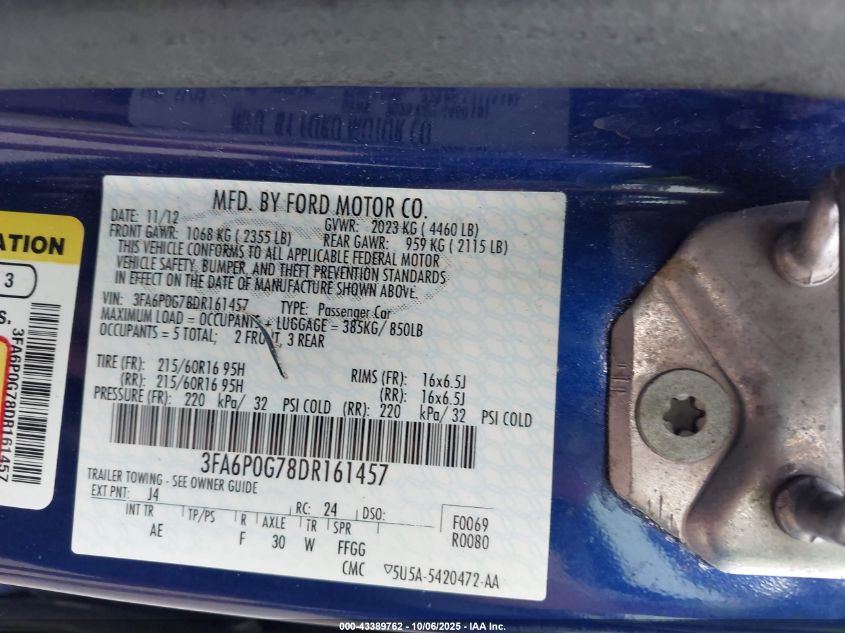 MFD. BY FORD MOTOR CO.
DATE: 11/12 GVWR: 2023 KG ( 4460 LB)
FRONT GAWR: 1068 KG ( 2355 LB) REAR GAWR: 959 KG ( 2115 LB)
THIS VEHICLE CONFORMS TO ALL APPLICABLE FEDERAL MOTOR
VEHICLE SAFETY, BUMPER, AND THEFT PREVENTION STANDARDS
IN EFFECT ON THE DATE OF MANUFACTURE SHOWN ABOVE.
VIN: 3FA6P0G78DR161457 TYPE: Passenger Car
MAXIMUM LOAD = OCCUPANTS + LUGGAGE = 385KG/ 850LB
OCCUPANTS = 5 TOTAL; 2 FRONT, 3 REAR
TIRE (FR): 215/60R16 95H RIMS (FR): 16x6.5J
(RR): 215/60R16 95H (RR): 16x6.5J
PRESSURE (FR): 220 kPa/ 32 PSI COLD (RR): 220 kPa/ 32 PSI COLD
3FA6P0G78DR161457
TRAILER TOWING - SEE OWNER GUIDE
EXT PNT: J4 RC: 24 DSO: F0069
INT TR TP/PS R AXLE TR SPR R0080
AE F 30 W FFGG
CMC ▽5U5A-5420472-AA
ATION
3
S.
3FA6P0G78DR161457
000-43389762 - 10/06/2025 - IAA Inc.